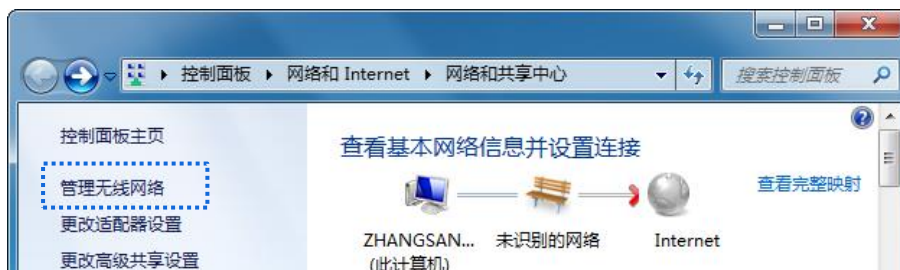 控制面板 ▸ 网络和 Internet ▸ 网络和共享中心
搜索控制面板
控制面板主页
管理无线网络
更改适配器设置
更改高级共享设置
查看基本网络信息并设置连接
查看完整映射
ZHANGSAN...
(此计算机)
未识别的网络
Internet